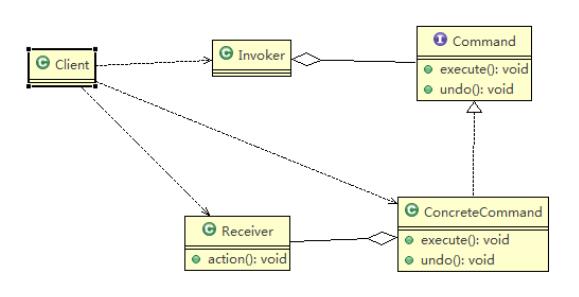 I Command
execute(): void
undo(): void
C Client
C Invoker
C Receiver
action(): void
C ConcreteCommand
execute(): void
undo(): void